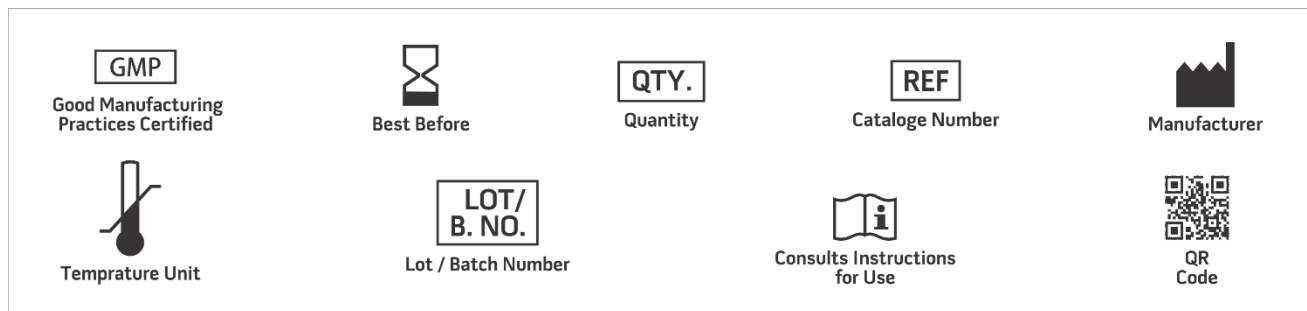 GMP
Good Manufacturing
Practices Certified
Best Before
QTY.
Quantity
REF
Cataloge Number
Manufacturer
Temprature Unit
LOT/
B. NO.
Lot / Batch Number
i
Consults Instructions
for Use
QR
Code